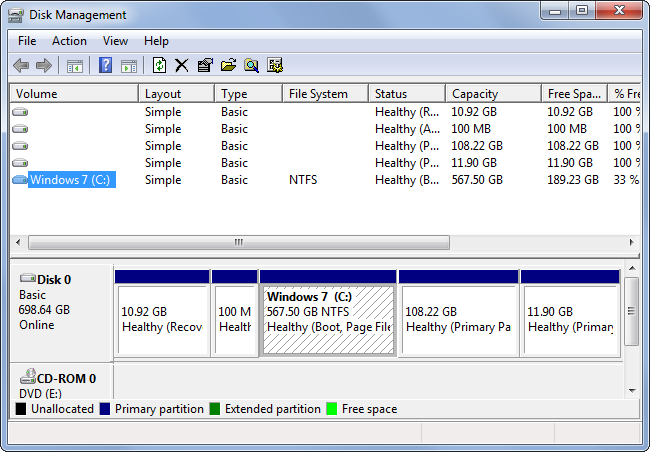 Disk Management
File Action View Help
Volume Layout Type File System Status Capacity Free Spa... % Fre
Simple Basic Healthy (R... 10.92 GB 10.92 GB 100 %
Simple Basic Healthy (A... 100 MB 100 MB 100 %
Simple Basic Healthy (P... 108.22 GB 108.22 GB 100 %
Simple Basic Healthy (P... 11.90 GB 11.90 GB 100 %
Windows 7 (C:) Simple Basic NTFS Healthy (B... 567.50 GB 189.23 GB 33 %
Disk 0
Basic
698.64 GB
Online
10.92 GB
Healthy (Recov
100 M
Health
Windows 7 (C:)
567.50 GB NTFS
Healthy (Boot, Page File
108.22 GB
Healthy (Primary Pa
11.90 GB
Healthy (Primary
CD-ROM 0
DVD (E:)
Unallocated Primary partition Extended partition Free space